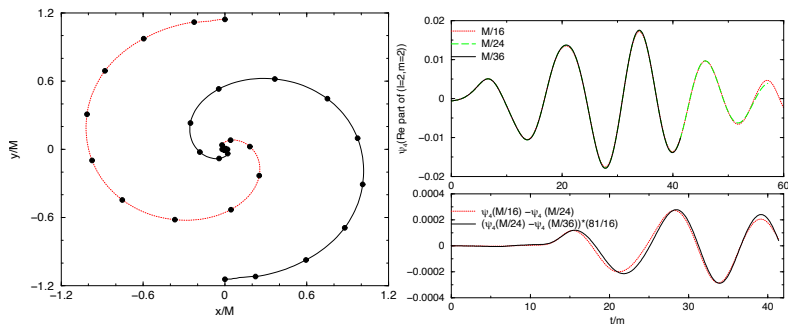 1.2
0.6
0
−0.6
−1.2
y/M
−1.2 −0.6 0 0.6 1.2
x/M
0.02
0.01
0
−0.01
−0.02
ψ₄(Re part of (l=2,m=2))
M/16
M/24
M/36
0 20 40 60
0.0004
0.0002
0
−0.0002
−0.0004
ψ₄(M/16) −ψ₄ (M/24)
(ψ₄(M/24) −ψ₄ (M/36))*(81/16)
0 10 20 30 40
t/m